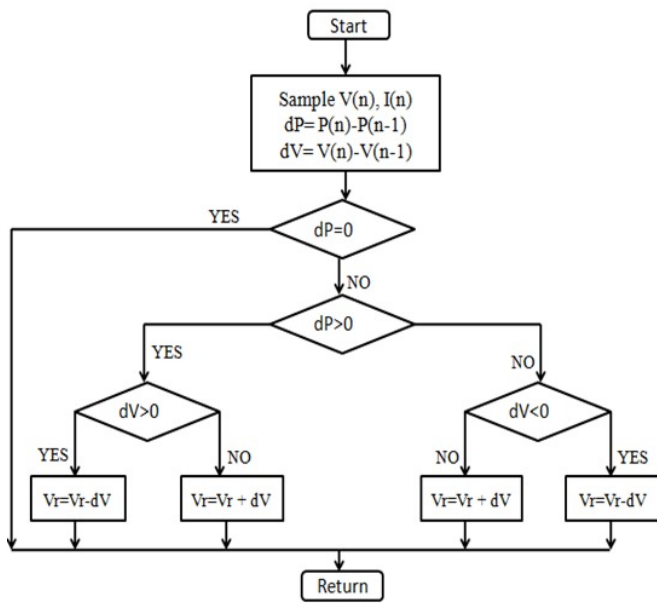 Start
Sample V(n), I(n)
dP= P(n)-P(n-1)
dV= V(n)-V(n-1)
YES
dP=0
NO
dP>0
YES
NO
dV>0
dV<0
YES
NO
NO
YES
Vr=Vr-dV
Vr=Vr + dV
Vr=Vr + dV
Vr=Vr-dV
Return